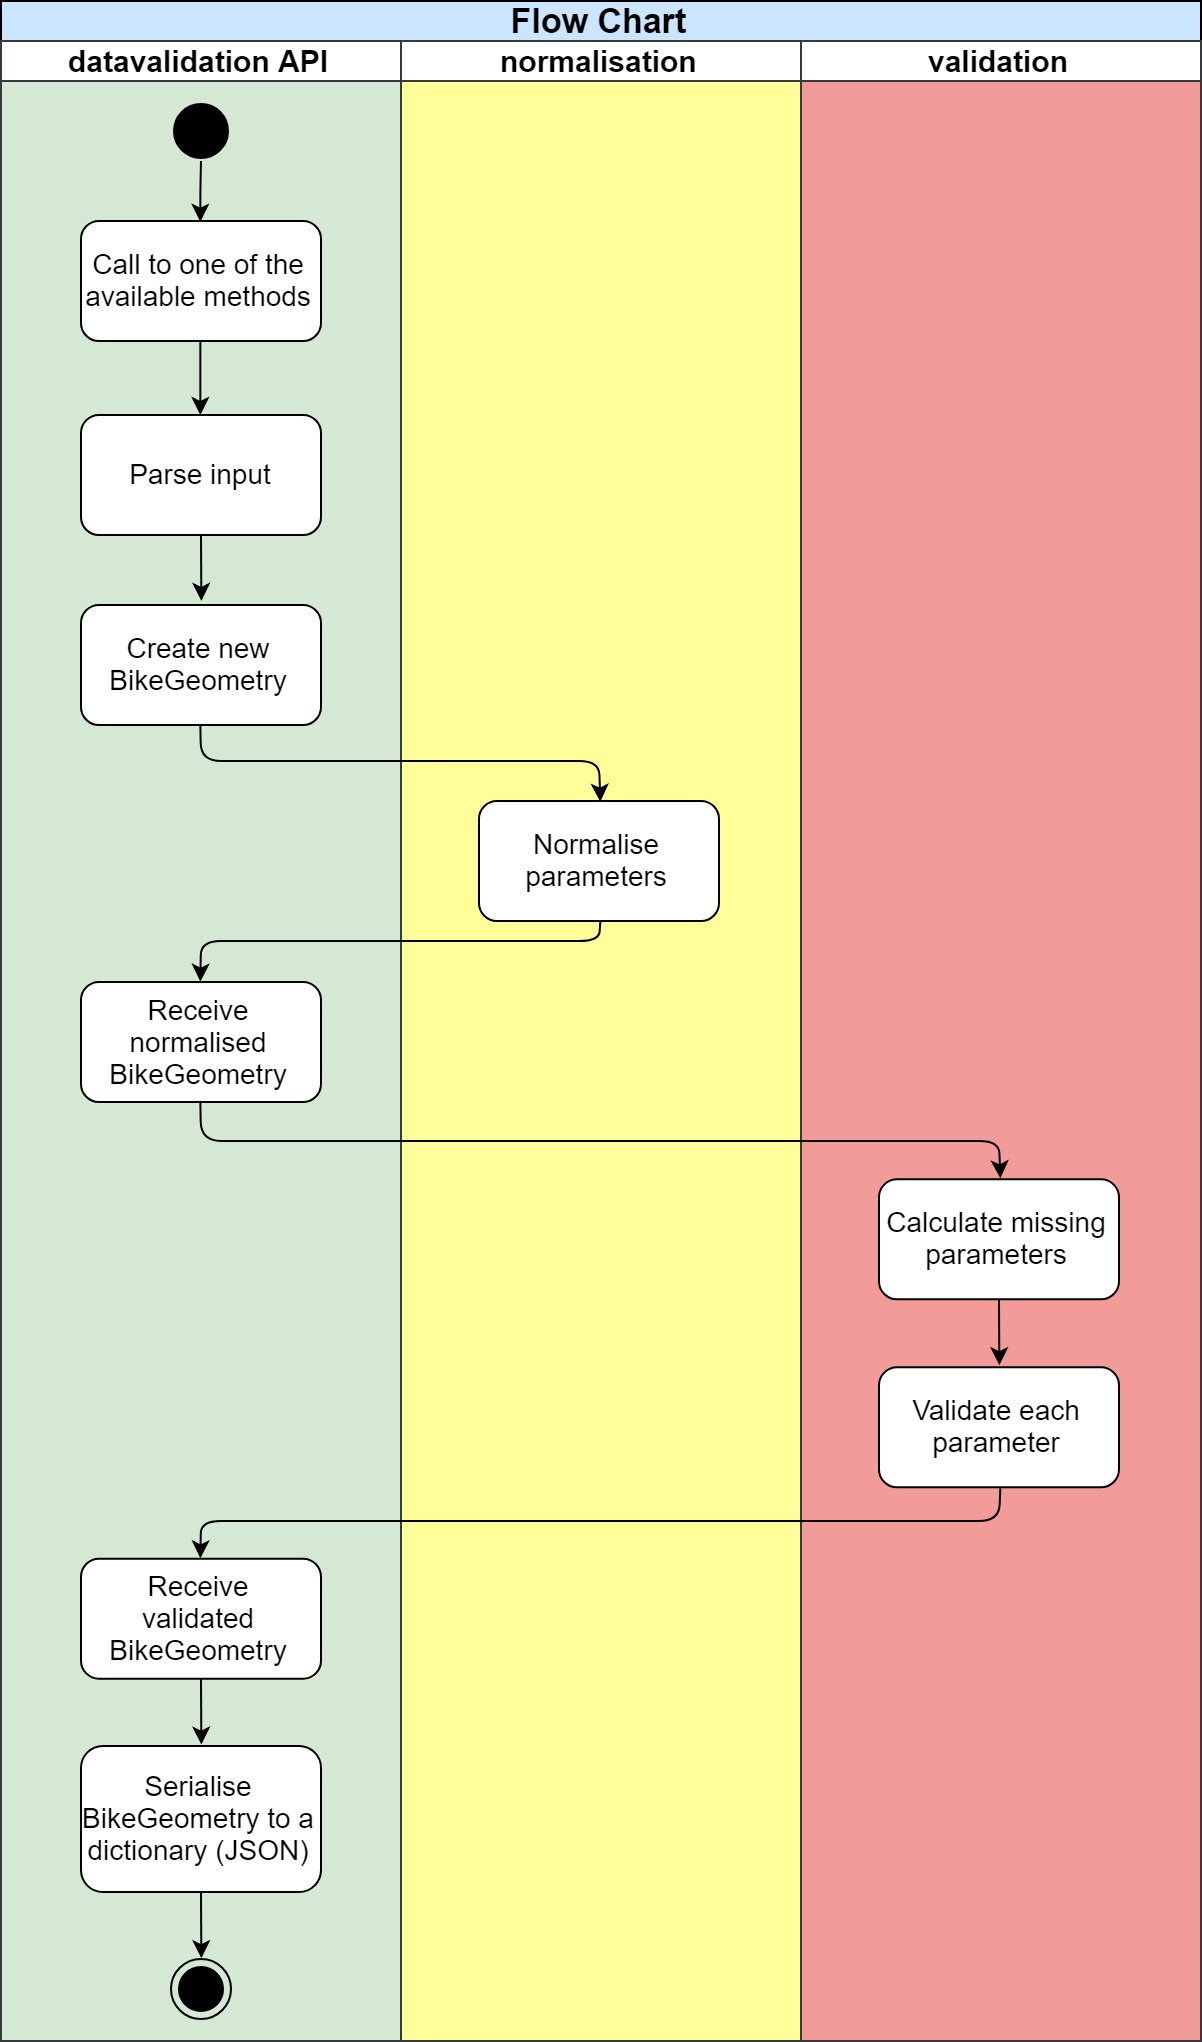 Flow Chart
datavalidation API
normalisation
validation
Call to one of the
available methods
Parse input
Create new
BikeGeometry
Normalise
parameters
Receive
normalised
BikeGeometry
Calculate missing
parameters
Validate each
parameter
Receive
validated
BikeGeometry
Serialise
BikeGeometry to a
dictionary (JSON)